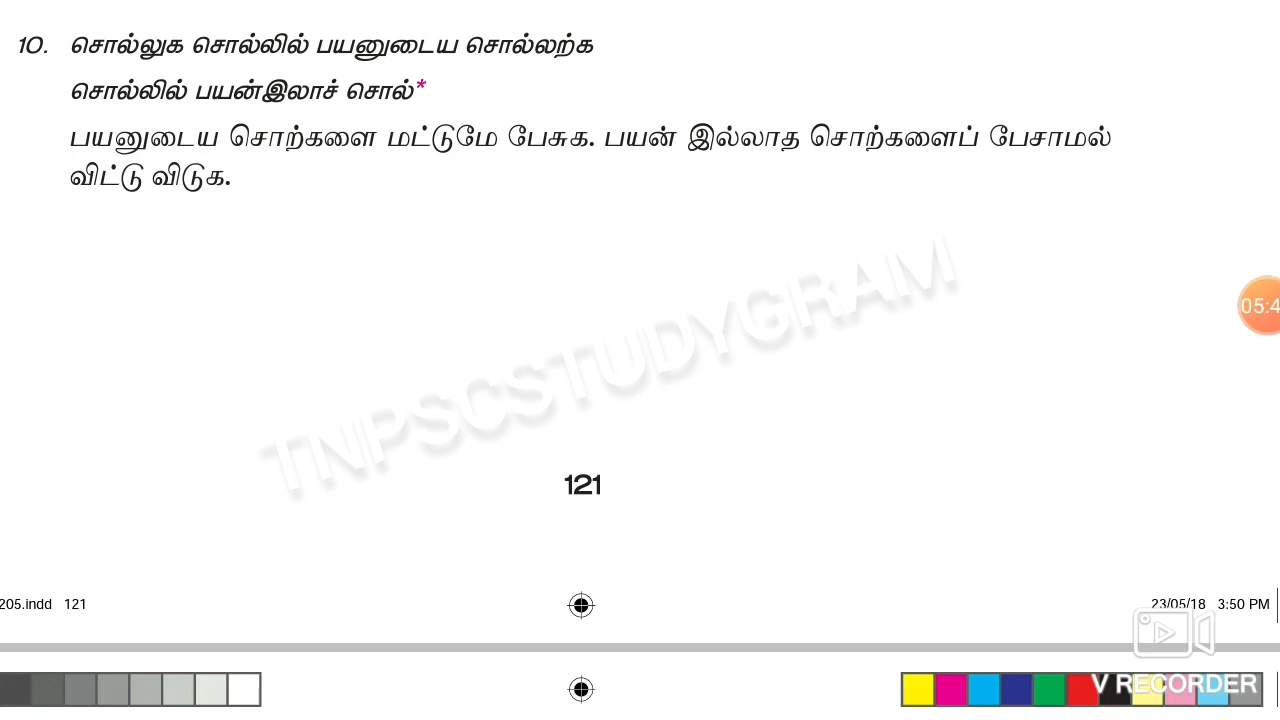 10. சொல்லுக சொல்லில் பயனுடைய சொல்லற்க
சொல்லில் பயன்இலாச் சொல்*
பயனுடைய சொற்களை மட்டுமே பேசுக. பயன் இல்லாத சொற்களைப் பேசாமல்
விட்டு விடுக.
05:4
TNPSCSTUDYGRAM
121
205.indd 121
23/05/18 3:50 PM
V RECORDER